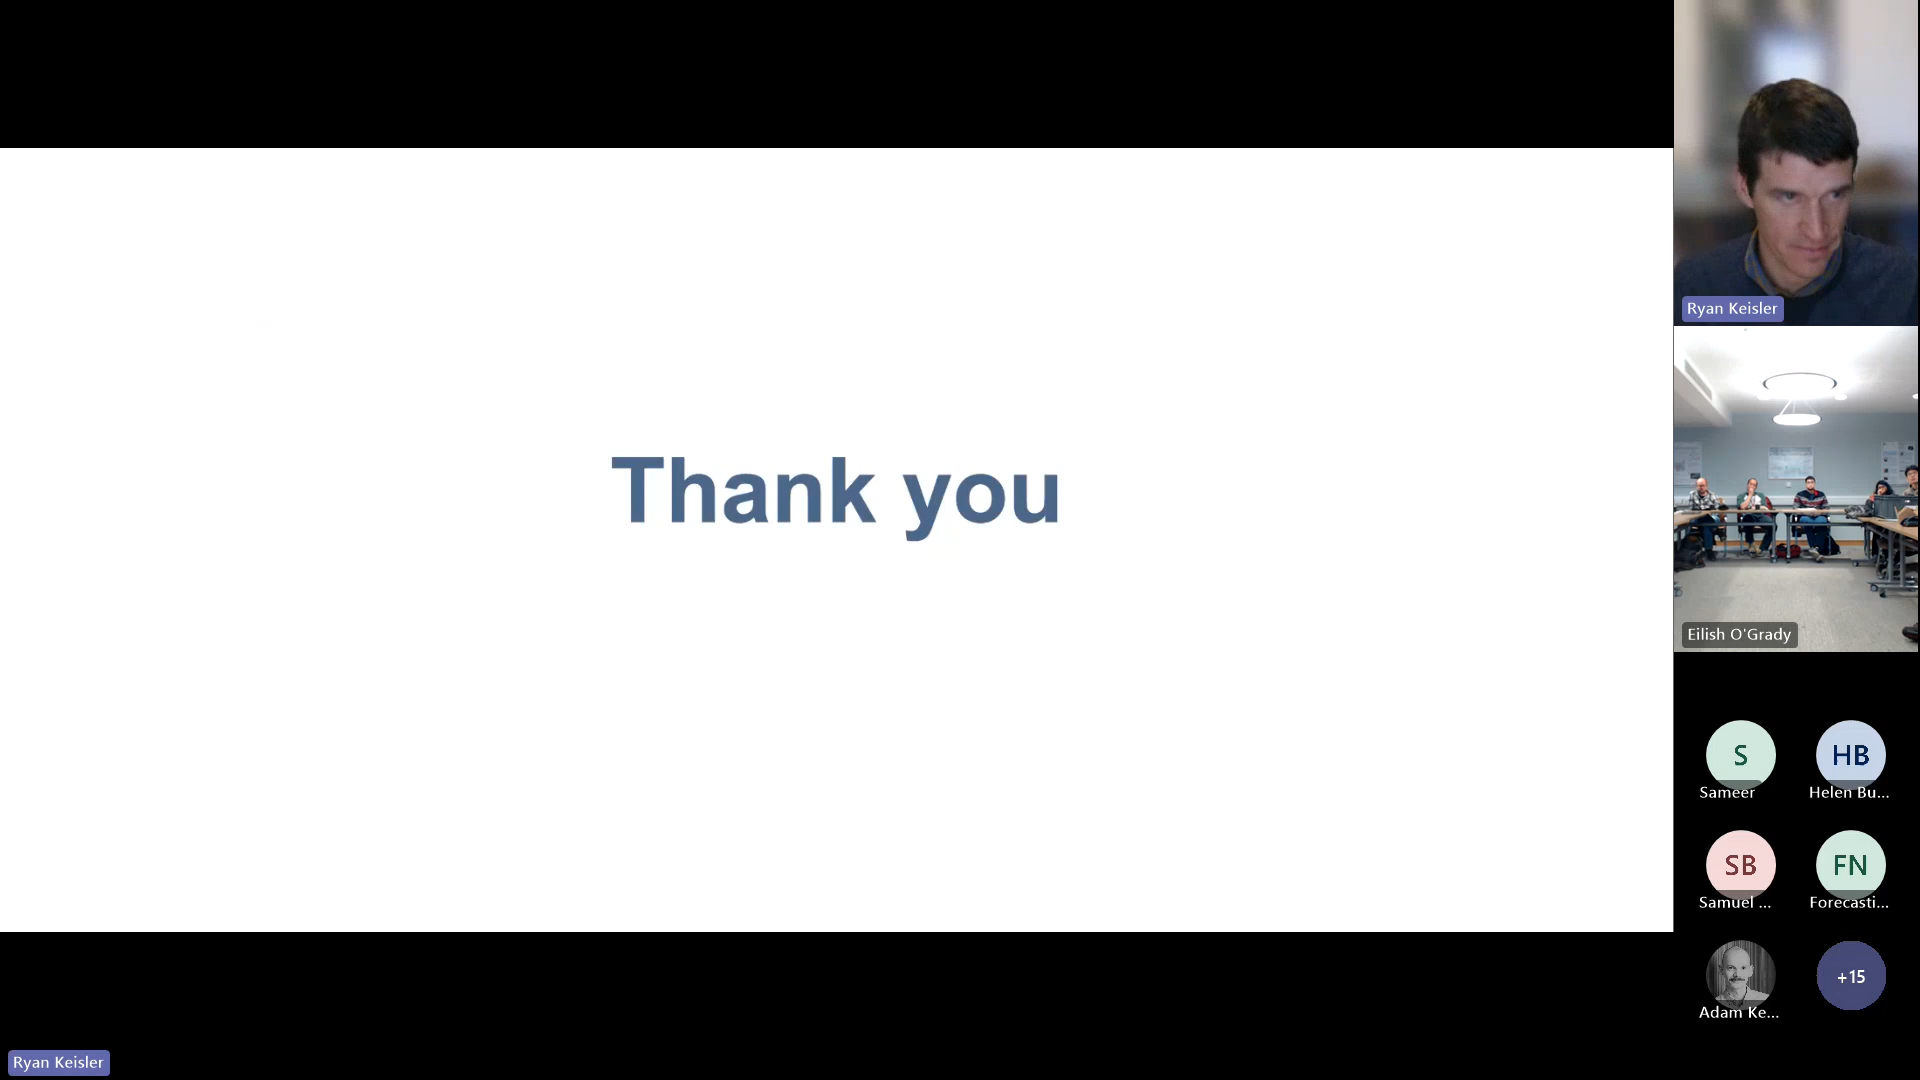 Thank you
Ryan Keisler
Eilish O'Grady
S
Sameer
HB
Helen Bu...
SB
Samuel ...
FN
Forecasti...
Adam Ke...
+15
Ryan Keisler